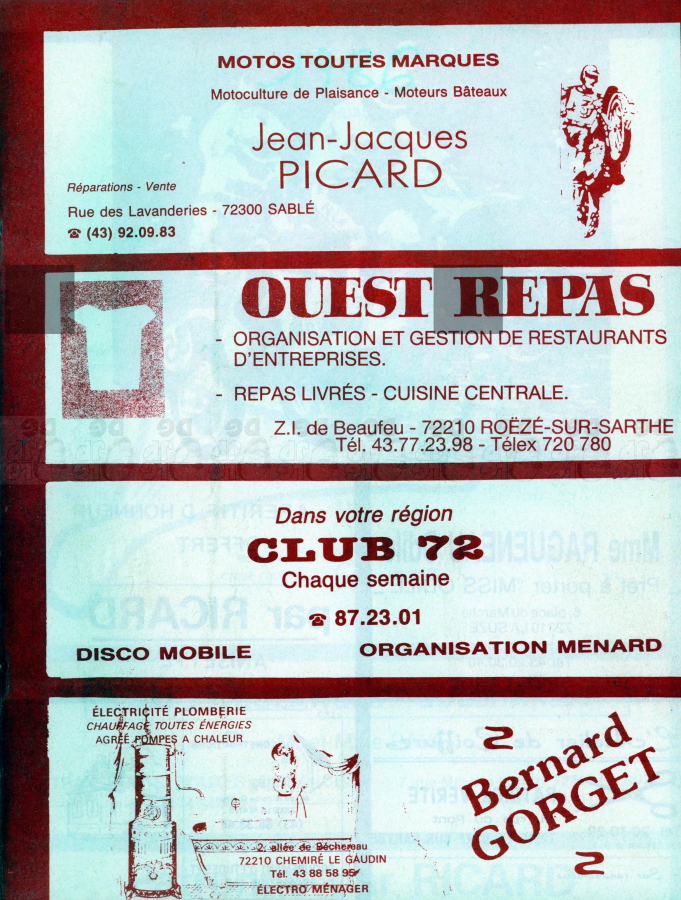 MOTOS TOUTES MARQUES
Motoculture de Plaisance - Moteurs Bâteaux
Jean-Jacques
PICARD
Réparations - Vente
Rue des Lavanderies - 72300 SABLÉ
☎ (43) 92.09.83
OUEST REPAS
- ORGANISATION ET GESTION DE RESTAURANTS
D'ENTREPRISES.
- REPAS LIVRÉS - CUISINE CENTRALE.
Z.I. de Beaufeu - 72210 ROËZÉ-SUR-SARTHE
Tél. 43.77.23.98 - Télex 720 780
Dans votre région
CLUB 72
Chaque semaine
☎ 87.23.01
DISCO MOBILE
ORGANISATION MENARD
ÉLECTRICITÉ PLOMBERIE
CHAUFFAGE TOUTES ÉNERGIES
AGRÉÉ POMPES A CHALEUR
Bernard
GORGET
2, allée de Béchereau
72210 CHEMIRÉ LE GAUDIN
Tél. 43 88 58 95
ÉLECTRO MÉNAGER